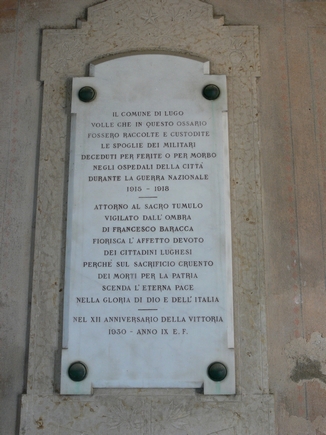 IL COMUNE DI LUGO
VOLLE CHE IN QUESTO OSSARIO
FOSSERO RACCOLTE E CUSTODITE
LE SPOGLIE DEI MILITARI
DECEDUTI PER FERITE O PER MORBO
NEGLI OSPEDALI DELLA CITTÀ
DURANTE LA GUERRA NAZIONALE
1915 - 1918
ATTORNO AL SACRO TUMULO
VIGILATO DALL'OMBRA
DI FRANCESCO BARACCA
FIORISCA L'AFFETTO DEVOTO
DEI CITTADINI LUGHESI
PERCHÈ SUL SACRIFICIO CRUENTO
DEI MORTI PER LA PATRIA
SCENDA L'ETERNA PACE
NELLA GLORIA DI DIO E DELL'ITALIA
NEL XII ANNIVERSARIO DELLA VITTORIA
1930 - ANNO IX E. F.